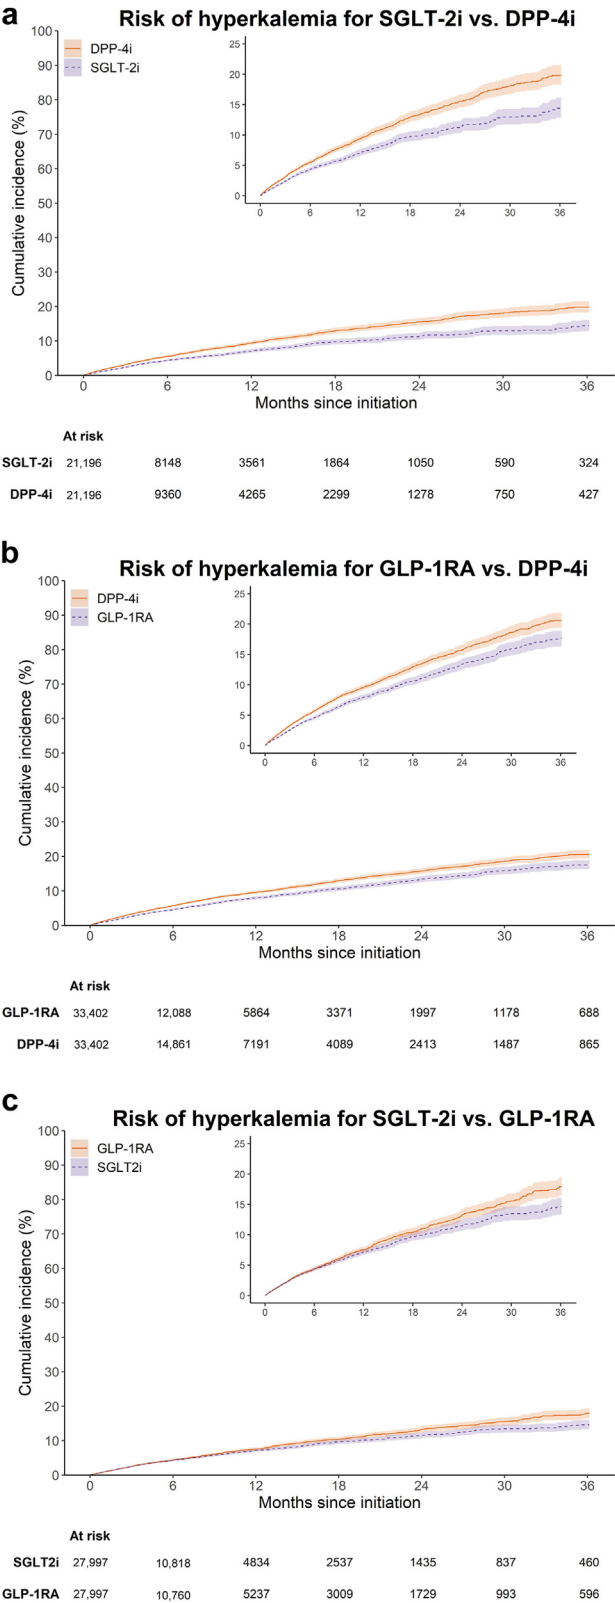 a
Risk of hyperkalemia for SGLT-2i vs. DPP-4i
DPP-4i
SGLT-2i
Cumulative incidence (%)
100
90
80
70
60
50
40
30
20
10
0
25
20
15
10
5
0
0 6 12 18 24 30 36
0 6 12 18 24 30 36
Months since initiation
At risk
SGLT-2i 21,196 8148 3561 1864 1050 590 324
DPP-4i 21,196 9360 4265 2299 1278 750 427
b
Risk of hyperkalemia for GLP-1RA vs. DPP-4i
DPP-4i
GLP-1RA
Cumulative incidence (%)
100
90
80
70
60
50
40
30
20
10
0
25
20
15
10
5
0
0 6 12 18 24 30 36
0 6 12 18 24 30 36
Months since initiation
At risk
GLP-1RA 33,402 12,088 5864 3371 1997 1178 688
DPP-4i 33,402 14,861 7191 4089 2413 1487 865
c
Risk of hyperkalemia for SGLT-2i vs. GLP-1RA
GLP-1RA
SGLT2i
Cumulative incidence (%)
100
90
80
70
60
50
40
30
20
10
0
25
20
15
10
5
0
0 6 12 18 24 30 36
0 6 12 18 24 30 36
Months since initiation
At risk
SGLT2i 27,997 10,818 4834 2537 1435 837 460
GLP-1RA 27,997 10,760 5237 3009 1729 993 596